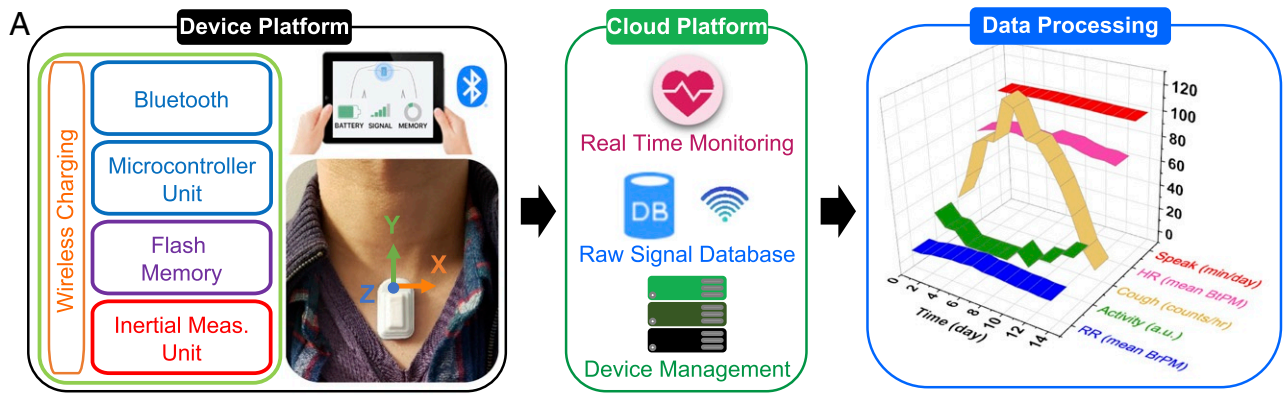 A
Device Platform
Wireless Charging
Bluetooth
Microcontroller
Unit
Flash
Memory
Inertial Meas.
Unit
BATTERY SIGNAL MEMORY
Y
X
Z
Cloud Platform
Real Time Monitoring
DB
Raw Signal Database
Device Management
Data Processing
120
100
80
60
40
20
0
Speak (min/day)
HR (mean BtPM)
Cough (counts/hr)
Activity (a.u.)
RR (mean BrPM)
0 2 4 6 8 10 12 14
Time (day)